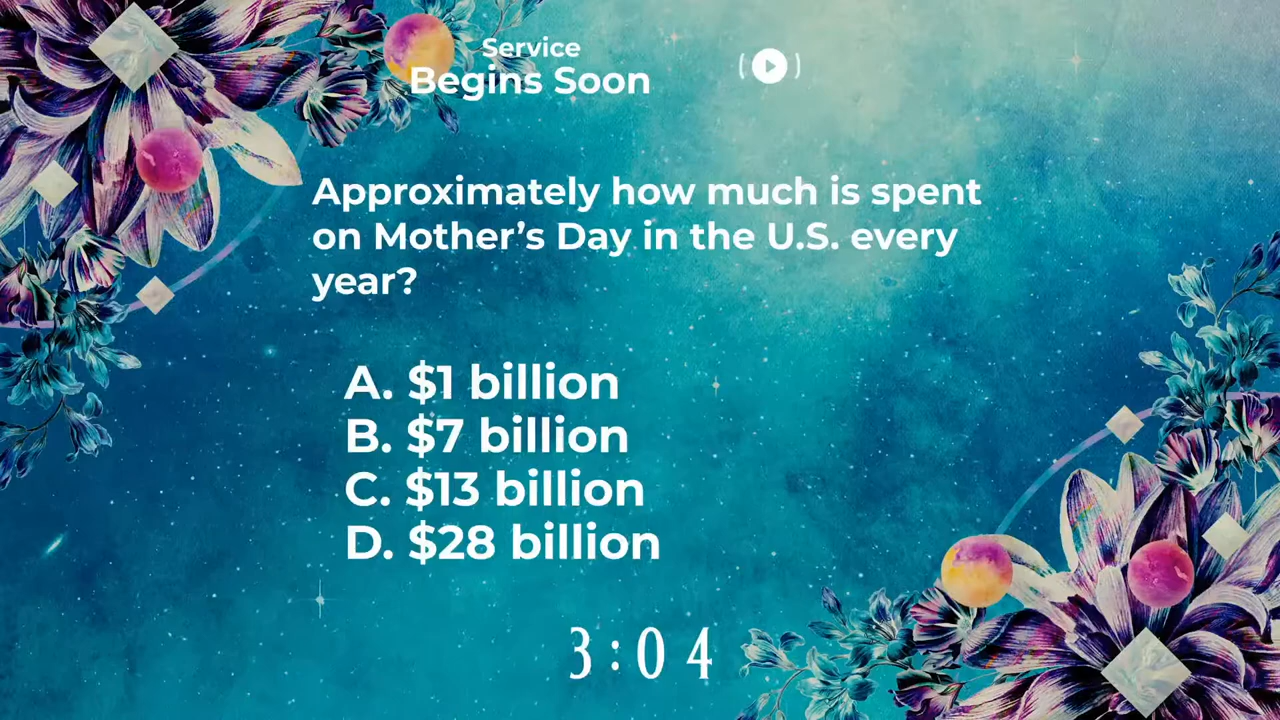 Service
Begins Soon
Approximately how much is spent
on Mother’s Day in the U.S. every
year?
A. $1 billion
B. $7 billion
C. $13 billion
D. $28 billion
3:04